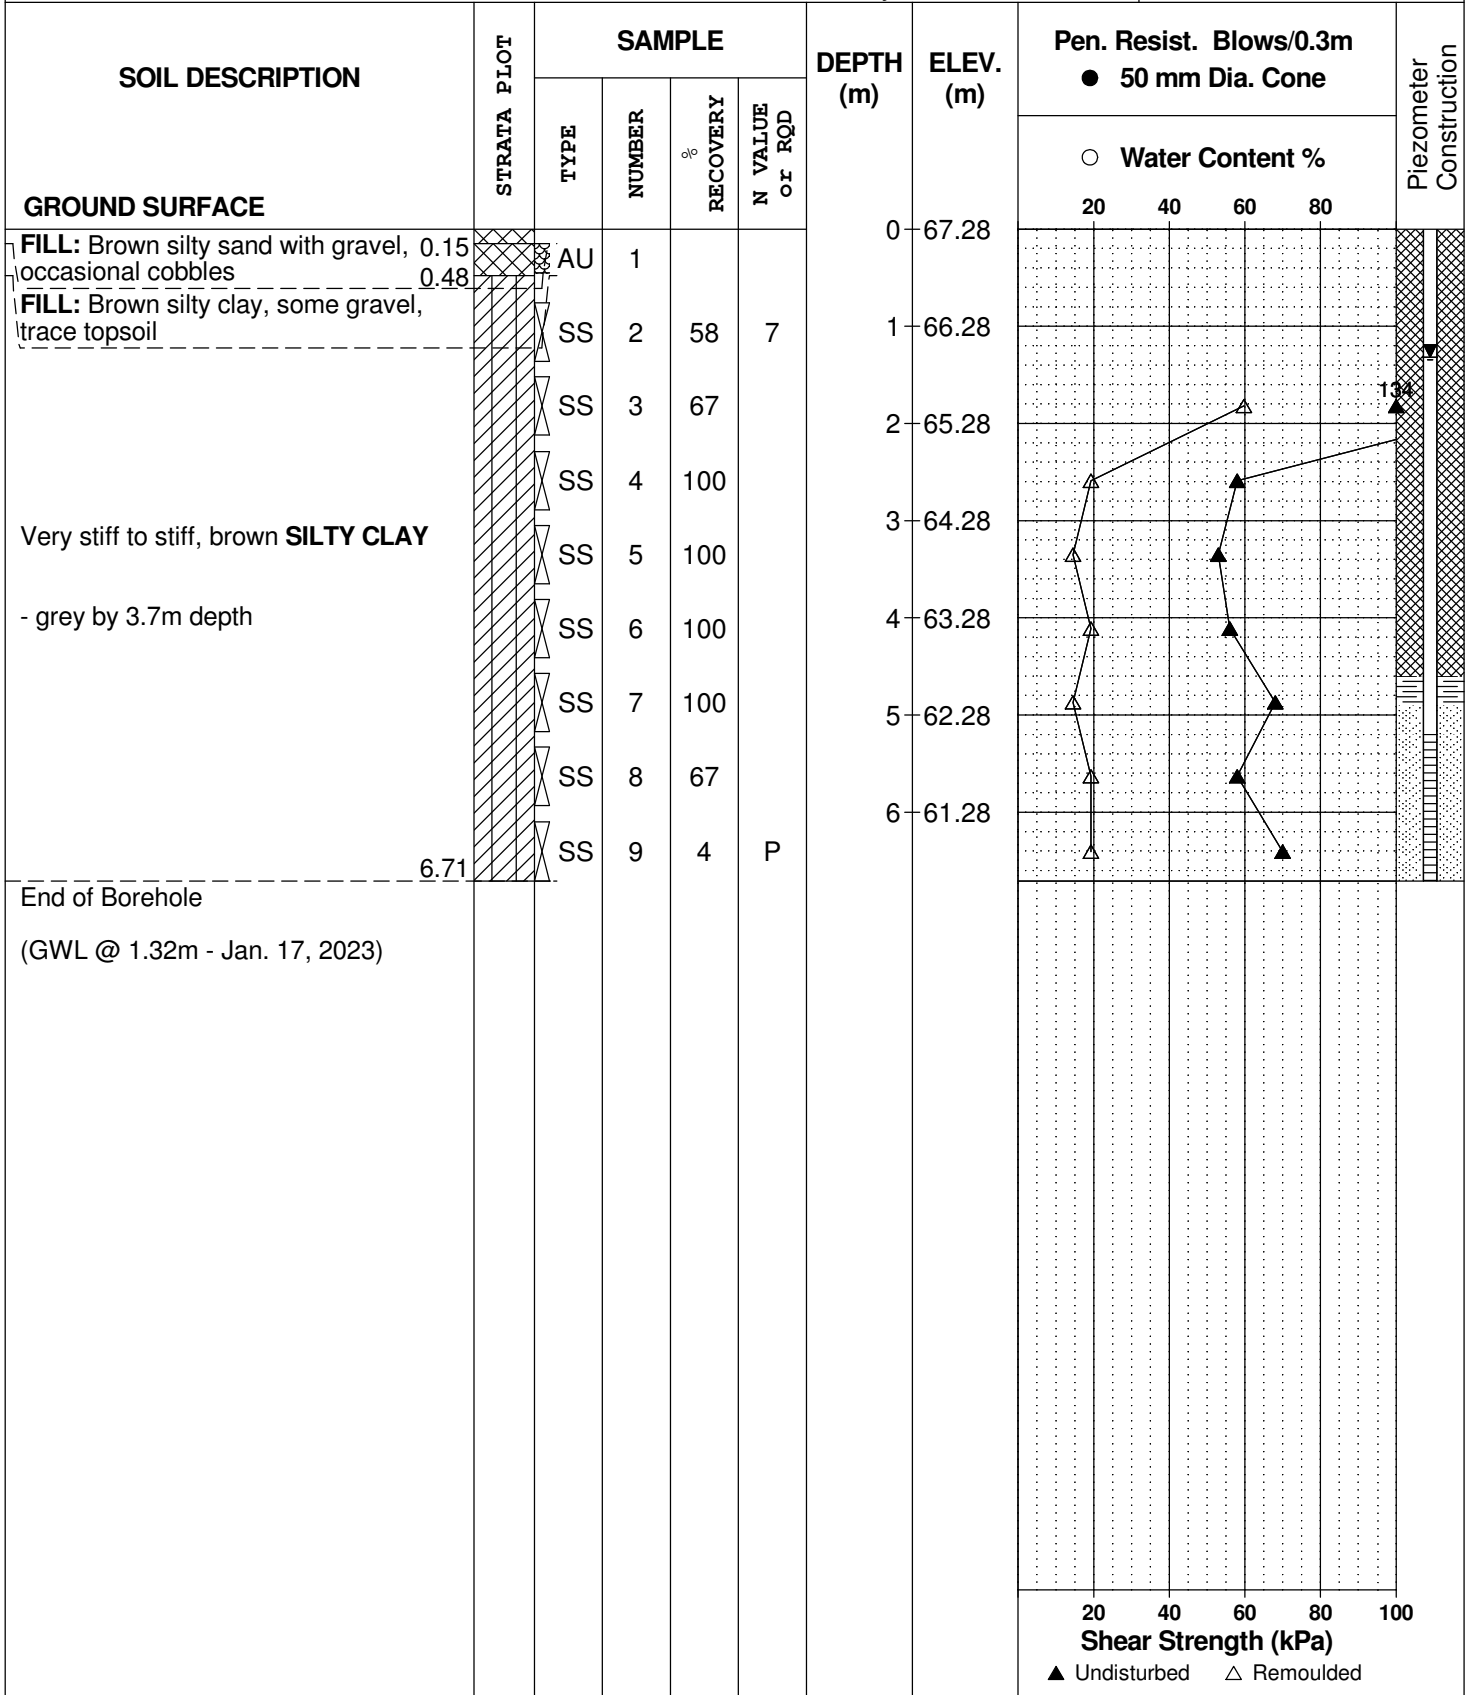 SOIL DESCRIPTION
GROUND SURFACE
STRATA PLOT
SAMPLE
TYPE
NUMBER
%
RECOVERY
N VALUE
or RQD
DEPTH
(m)
ELEV.
(m)
Pen. Resist. Blows/0.3m
● 50 mm Dia. Cone
○ Water Content %
20 40 60 80
Piezometer
Construction
0 67.28
FILL: Brown silty sand with gravel, 0.15
occasional cobbles
0.48
AU 1
FILL: Brown silty clay, some gravel,
trace topsoil
SS 2 58 7
1 66.28
134
SS 3 67
2 65.28
SS 4 100
3 64.28
Very stiff to stiff, brown SILTY CLAY
SS 5 100
- grey by 3.7m depth
4 63.28
SS 6 100
SS 7 100
5 62.28
SS 8 67
6 61.28
SS 9 4 P
6.71
End of Borehole
(GWL @ 1.32m - Jan. 17, 2023)
20 40 60 80 100
Shear Strength (kPa)
▲ Undisturbed △ Remoulded